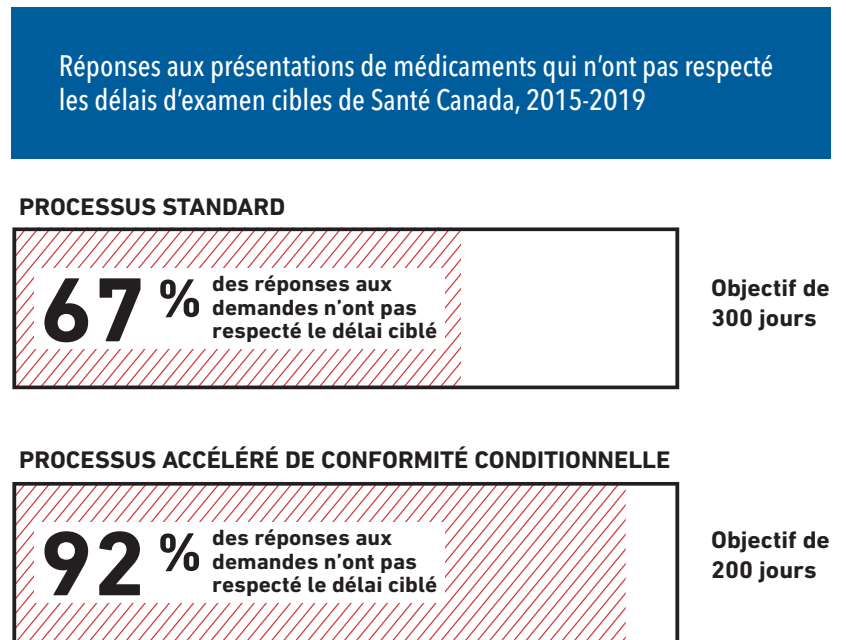 Réponses aux présentations de médicaments qui n’ont pas respecté
les délais d’examen cibles de Santé Canada, 2015-2019
PROCESSUS STANDARD
67 % des réponses aux
demandes n’ont pas
respecté le délai ciblé
Objectif de
300 jours
PROCESSUS ACCÉLÉRÉ DE CONFORMITÉ CONDITIONNELLE
92 % des réponses aux
demandes n’ont pas
respecté le délai ciblé
Objectif de
200 jours